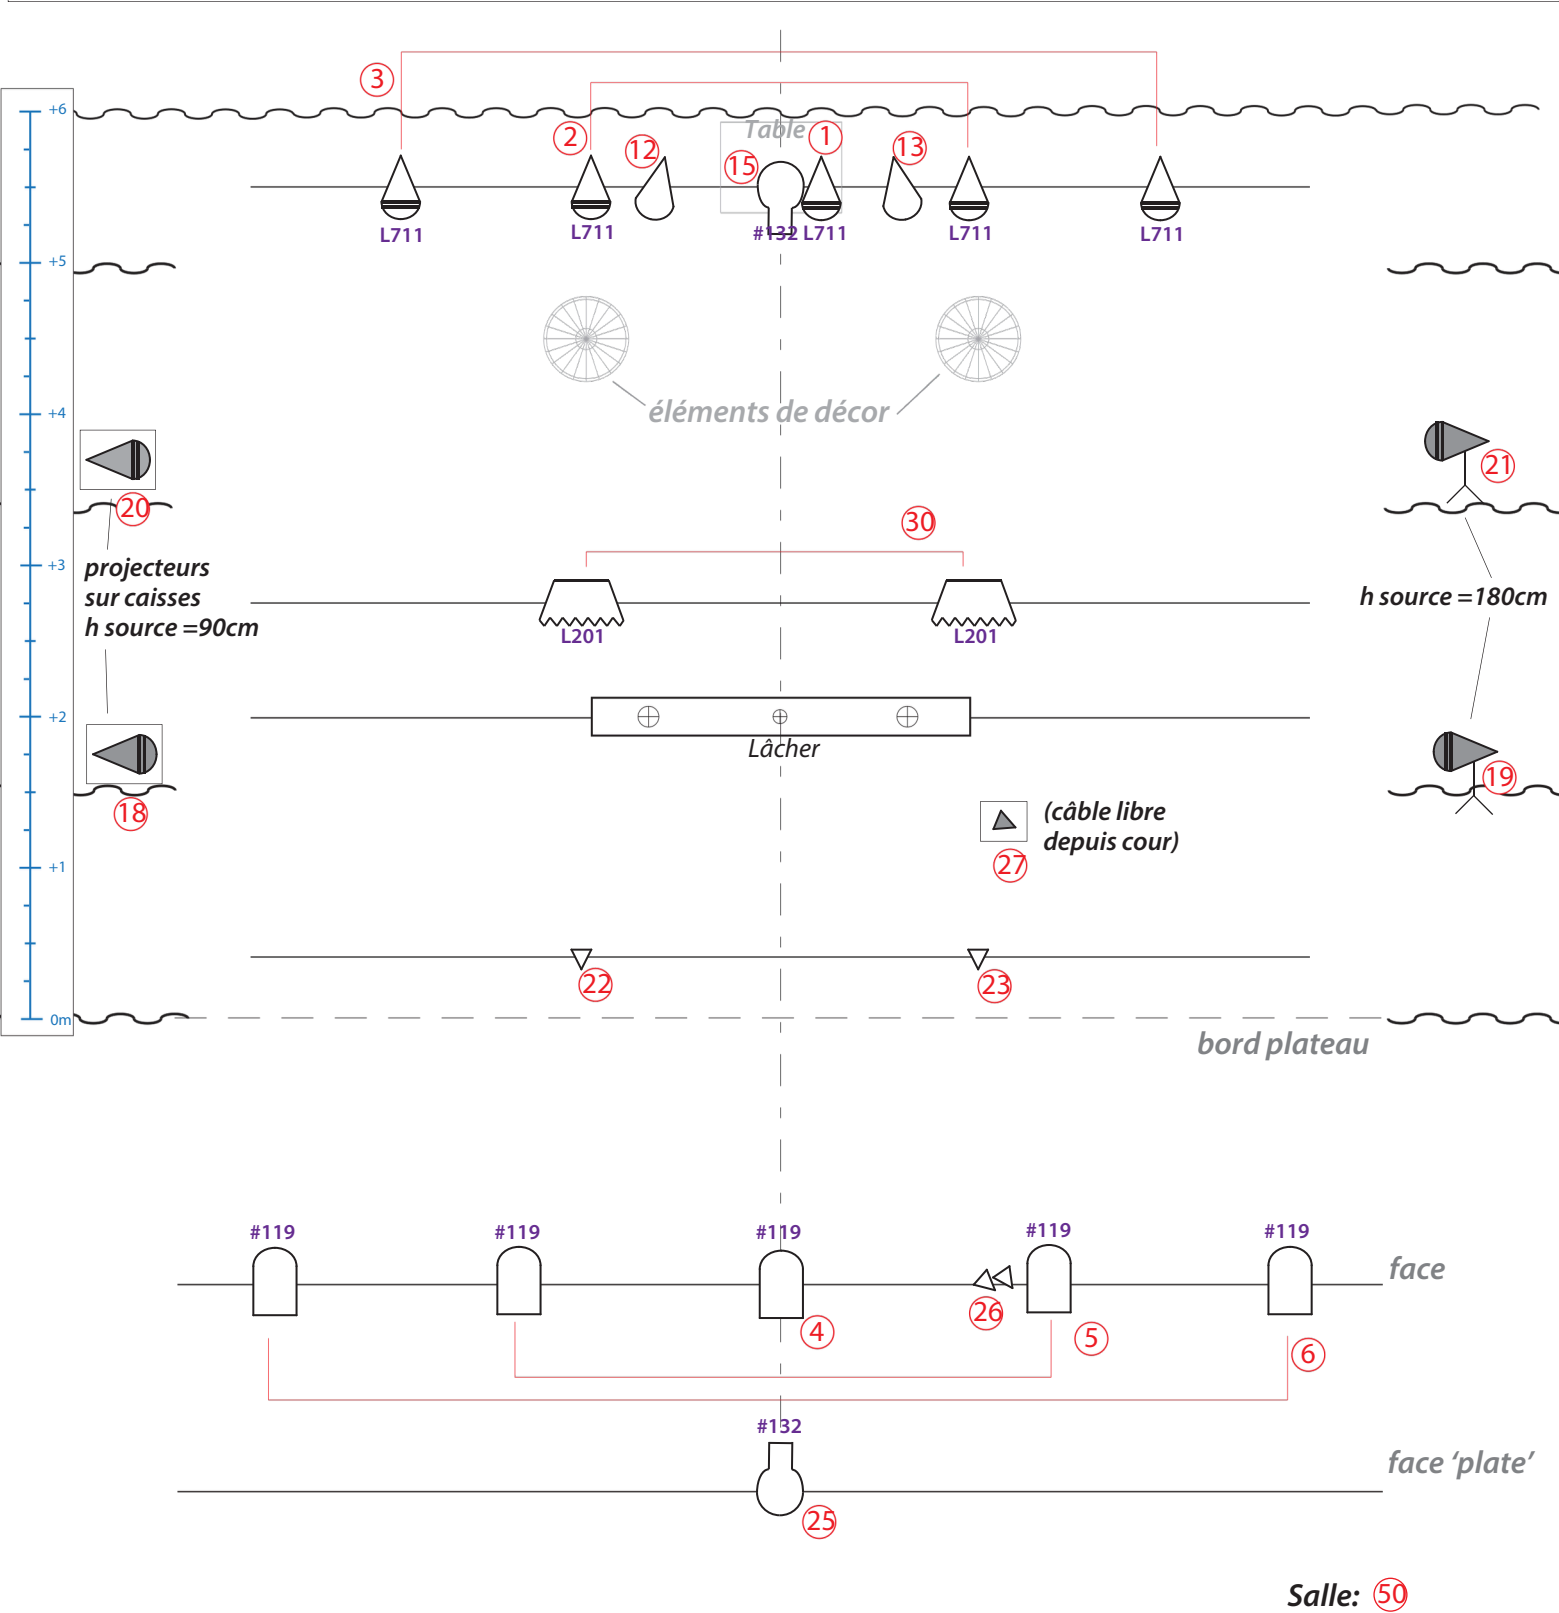 3
+6
Table
2
12
15
1
13
L711
L711
#132
L711
L711
L711
+5
+4
éléments de décor
20
21
30
+3
projecteurs
sur caisses
h source =90cm
h source =180cm
L201
L201
+2
Lâcher
18
19
(câble libre
depuis cour)
27
+1
22
23
0m
bord plateau
#119
#119
#119
#119
#119
face
26
4
5
6
#132
face ‘plate’
25
Salle: 50